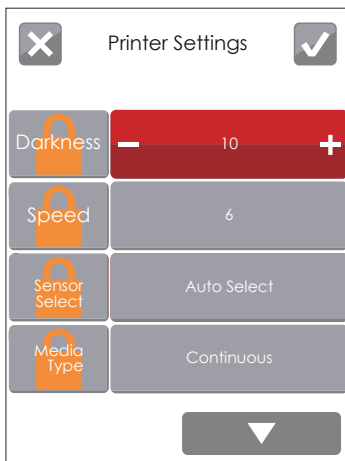 Printer Settings
Darkness
10
Speed
6
Sensor
Select
Auto Select
Media
Type
Continuous